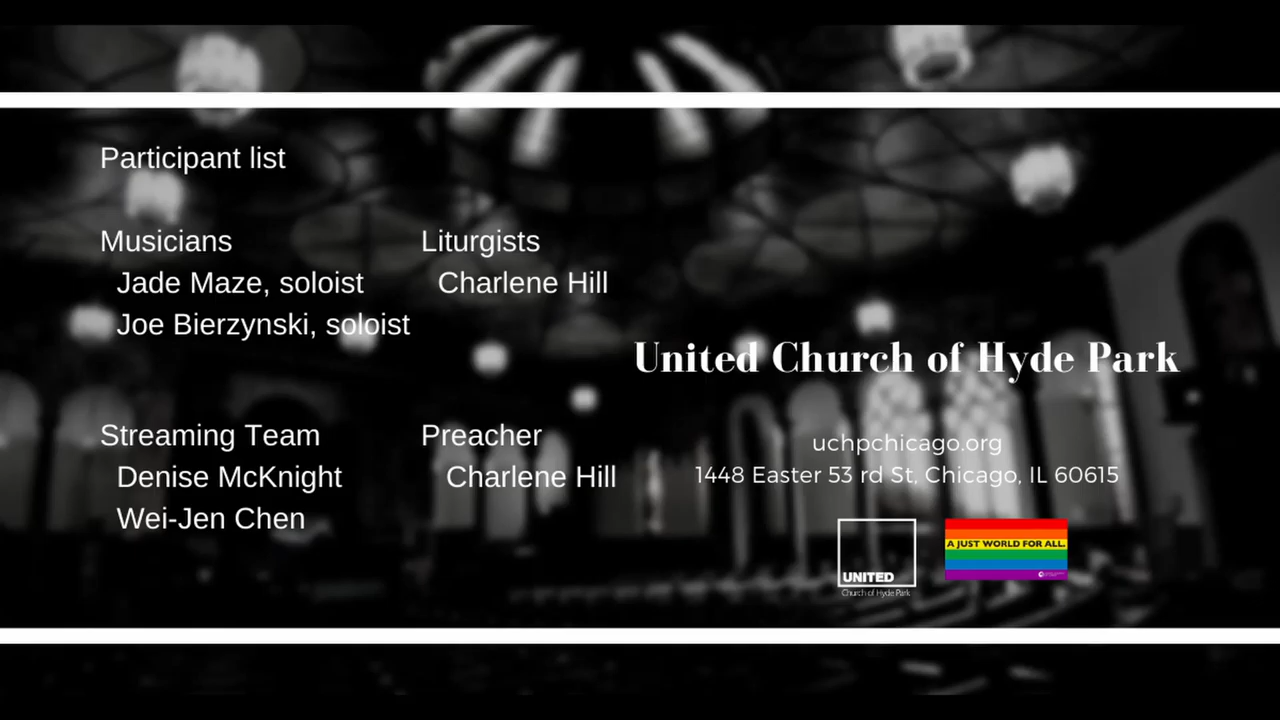 Participant list
Musicians
Jade Maze, soloist
Joe Bierzynski, soloist
Liturgists
Charlene Hill
Streaming Team
Denise McKnight
Wei-Jen Chen
Preacher
Charlene Hill
United Church of Hyde Park
uchpchicago.org
1448 Easter 53 rd St, Chicago, IL 60615
UNITED
Church of Hyde Park
A JUST WORLD FOR ALL.